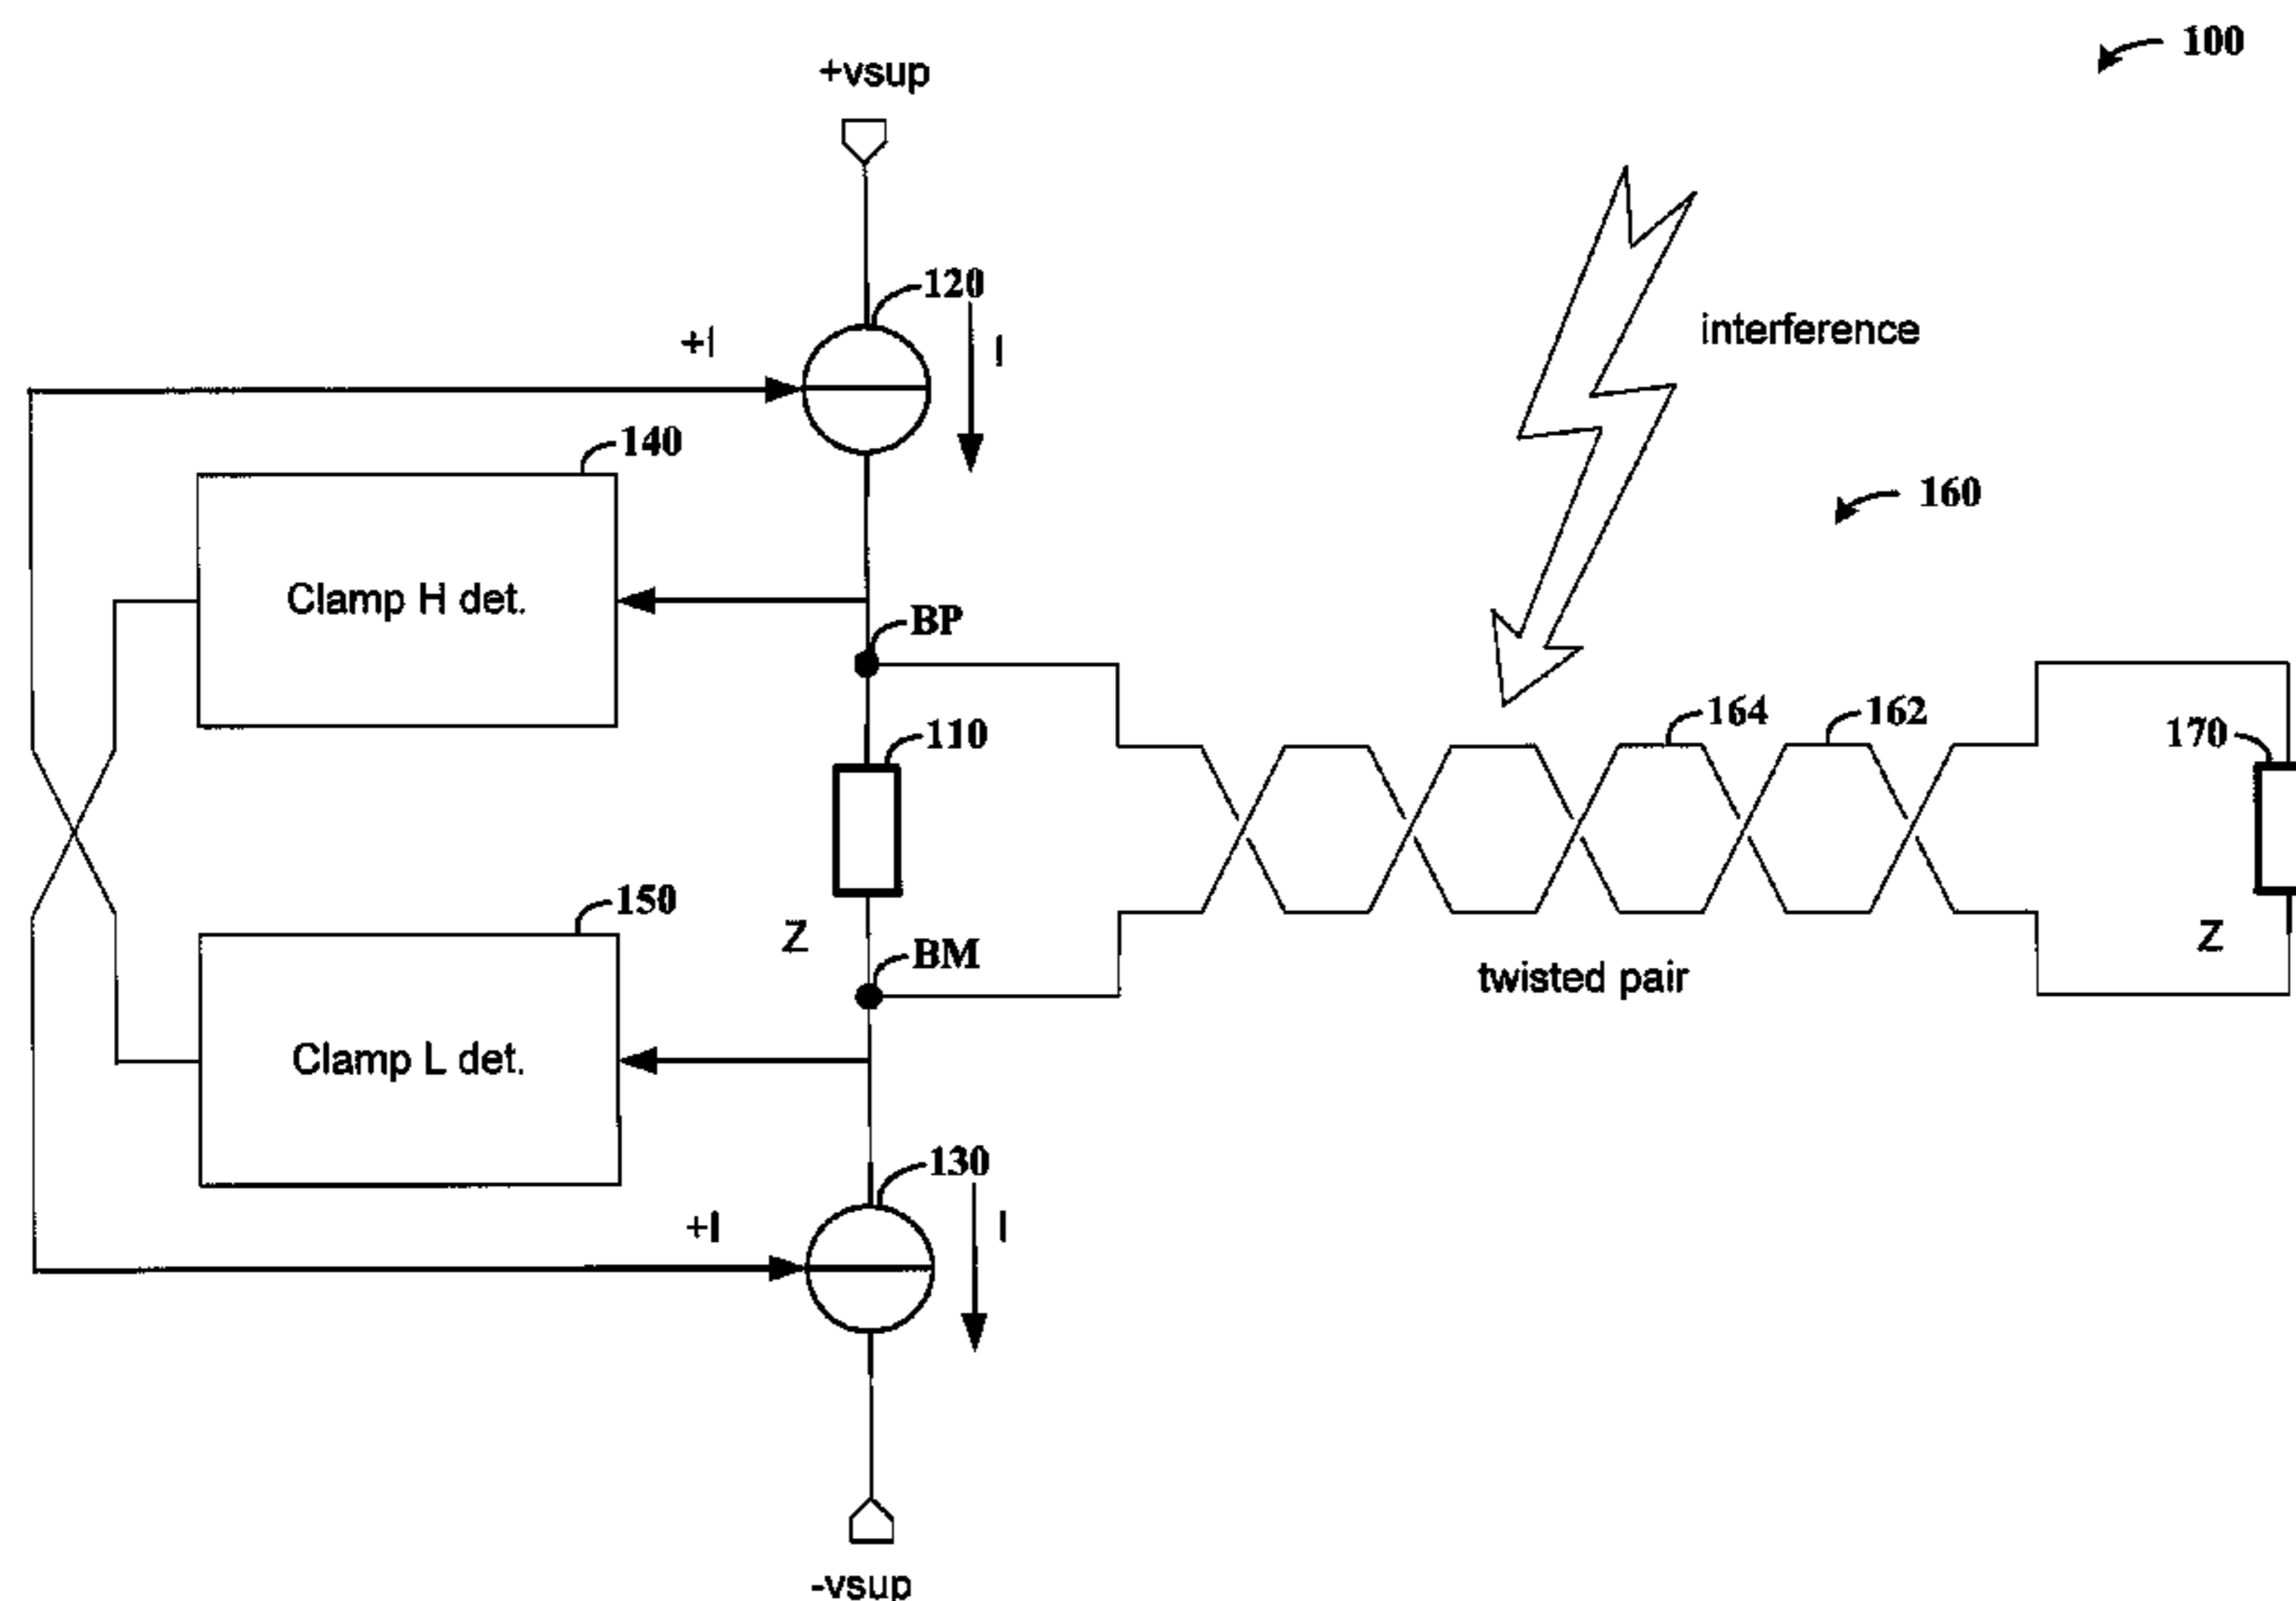 100
+vsup
120
+I
I
interference
140
160
Clamp H det.
BP
164
162
110
170
150
Z
BM
Z
twisted pair
Clamp L det.
130
+I
I
-vsup